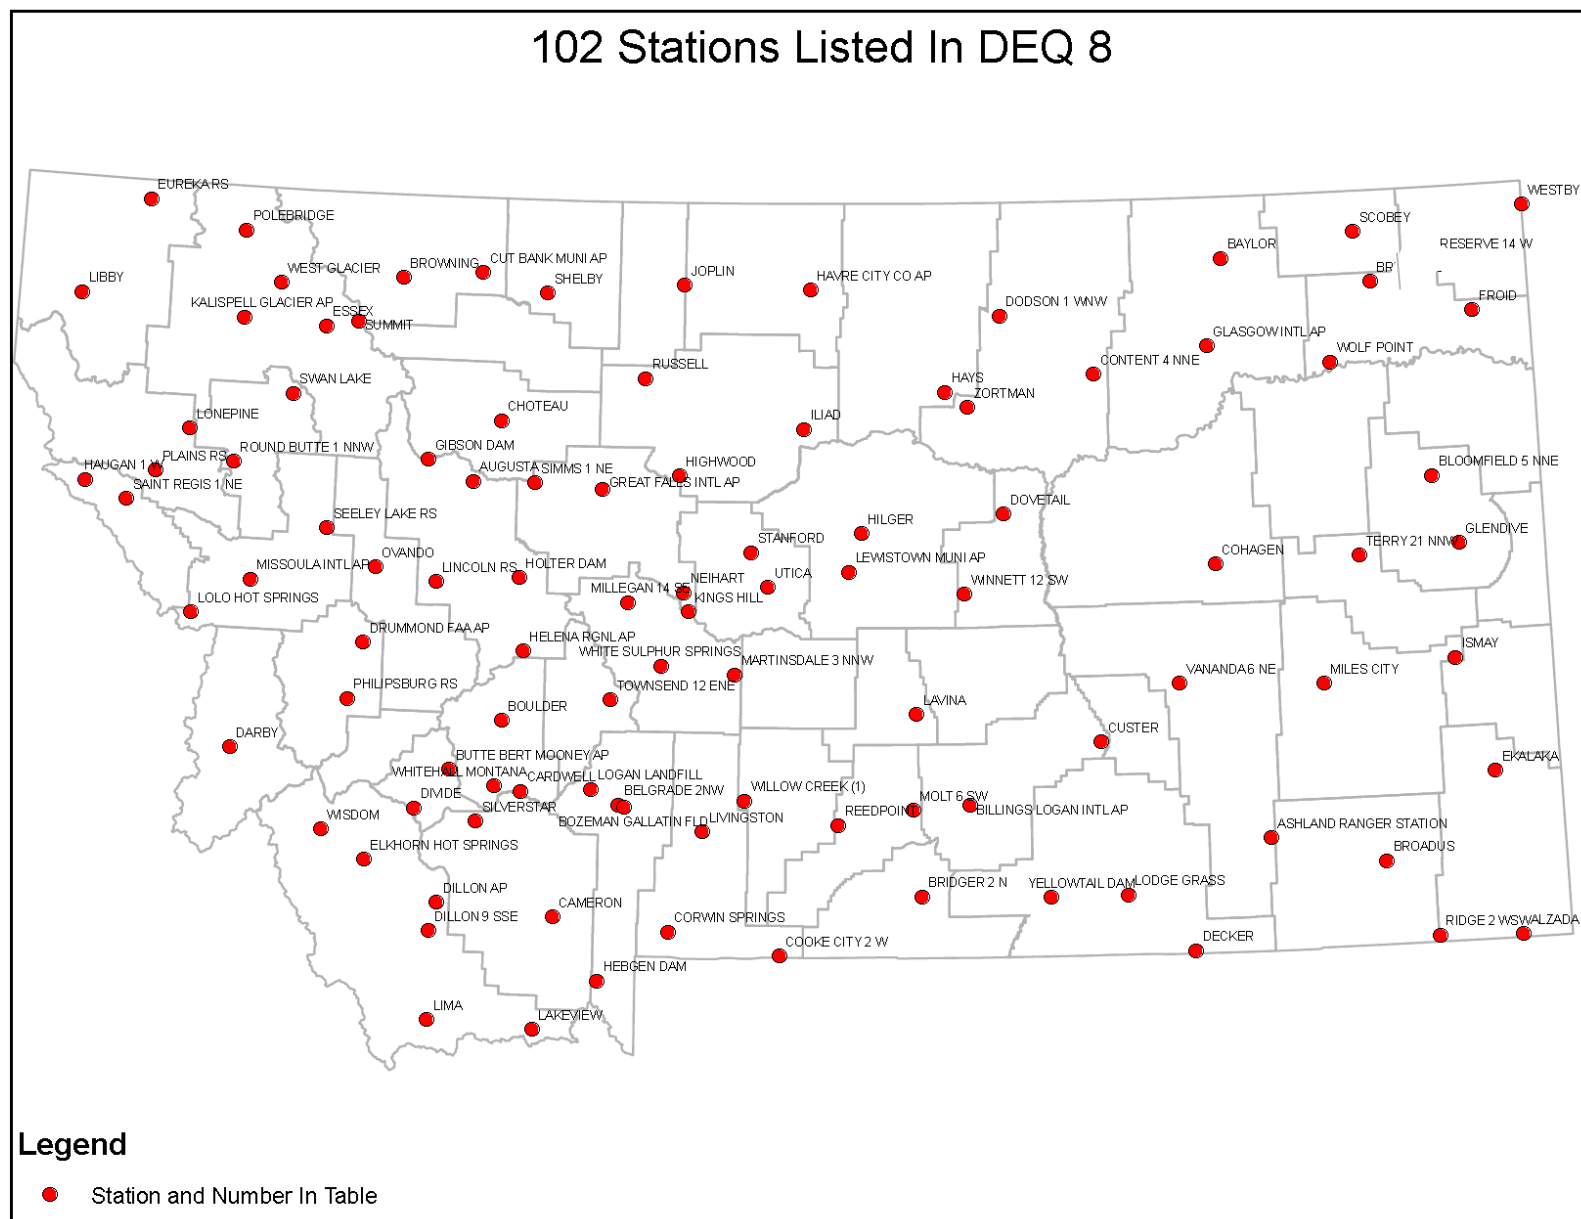 102 Stations Listed In DEQ 8
EUREKA RS
WESTBY
POLEBRIDGE
SCOBEY
BAYLOR
RESERVE 14 W
CUT BANK MUNI AP
BROWNING
WEST GLACIER
LIBBY
SHELBY
JOPLIN
HAVRE CITY CO AP
FROID
KALISPELL GLACIER AP
ESSEX
SUMMIT
DODSON 1 WNW
GLASGOW INTL AP
WOLF POINT
CONTENT 4 NNE
RUSSELL
SWAN LAKE
HAYS
ZORTMAN
CHOTEAU
LONEPINE
ILIAD
GIBSON DAM
ROUND BUTTE 1 NNW
PLAINS RS
HAUGAN 1 W
SAINT REGIS 1 NE
AUGUSTA
SIMMS 1 NE
HIGHWOOD
GREAT FALLS INTL AP
BLOOMFIELD 5 NNE
DOVETAIL
SEELEY LAKE RS
HILGER
GLENDIVE
STANFORD
TERRY 21 NNW
COHAGEN
LEWISTOWN MUNI AP
MISSOULA INTL AP
OVANDO
LINCOLN RS
HOLTER DAM
UTICA
NEIHART
MILLEGAN 14 SE
KINGS HILL
WINNETT 12 SW
LOLO HOT SPRINGS
DRUMMOND FAA AP
HELENA RGNL AP
WHITE SULPHUR SPRINGS
MARTINSDALE 3 NNW
ISMAY
VANANDA 6 NE
MILES CITY
PHILIPSBURG RS
TOWNSEND 12 ENE
BOULDER
LAVINA
DARBY
CUSTER
BUTTE BERT MOONEY AP
EKALAKA
WHITEHALL MONTANA
CARDWELL
LOGAN LANDFILL
DIVIDE
BELGRADE 2NW
WILLOW CREEK (1)
SILVERSTAR
BOZEMAN GALLATIN FLD
LIVINGSTON
REEDPOINT
MOLT 6 SW
BILLINGS LOGAN INTL AP
WISDOM
ASHLAND RANGER STATION
ELKHORN HOT SPRINGS
BROADUS
DILLON AP
BRIDGER 2 N
YELLOWTAIL DAM
LODGE GRASS
DILLON 9 SSE
CAMERON
CORWIN SPRINGS
RIDGE 2 WSW
ALZADA
COOKE CITY 2 W
DECKER
HEBGEN DAM
LIMA
LAKEVIEW
Legend
Station and Number In Table